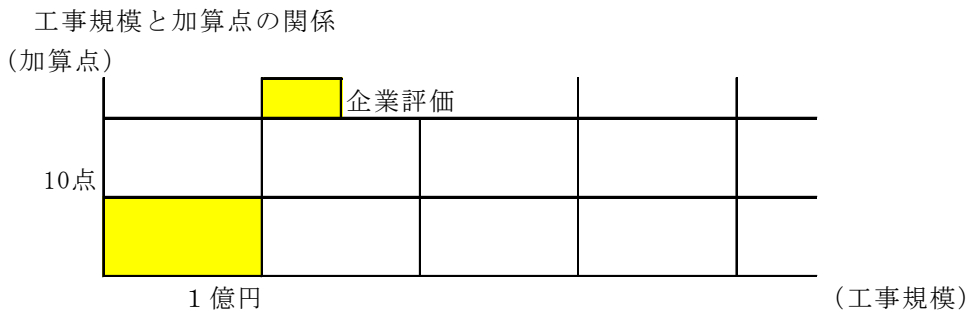 工事規模と加算点の関係
(加算点)
企業評価
10点
1億円
(工事規模)